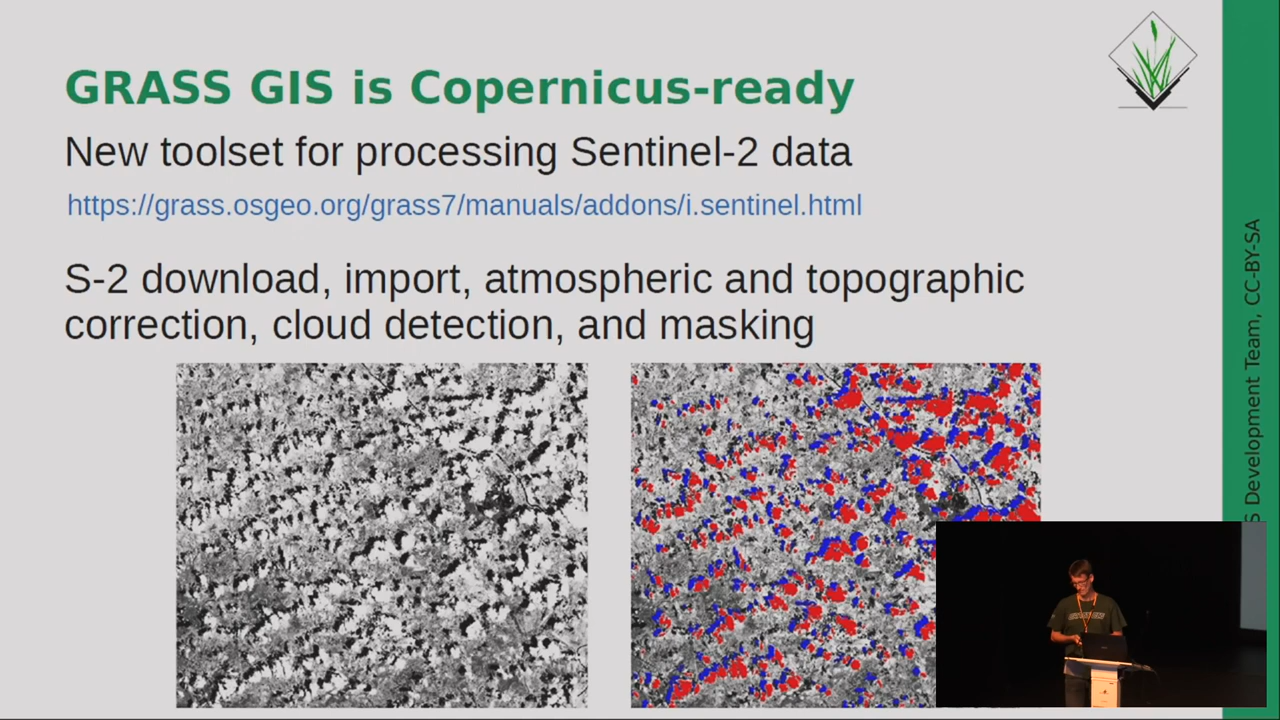 GRASS GIS is Copernicus-ready
New toolset for processing Sentinel-2 data
https://grass.osgeo.org/grass7/manuals/addons/i.sentinel.html
S-2 download, import, atmospheric and topographic
correction, cloud detection, and masking
Development Team, CC-BY-SA